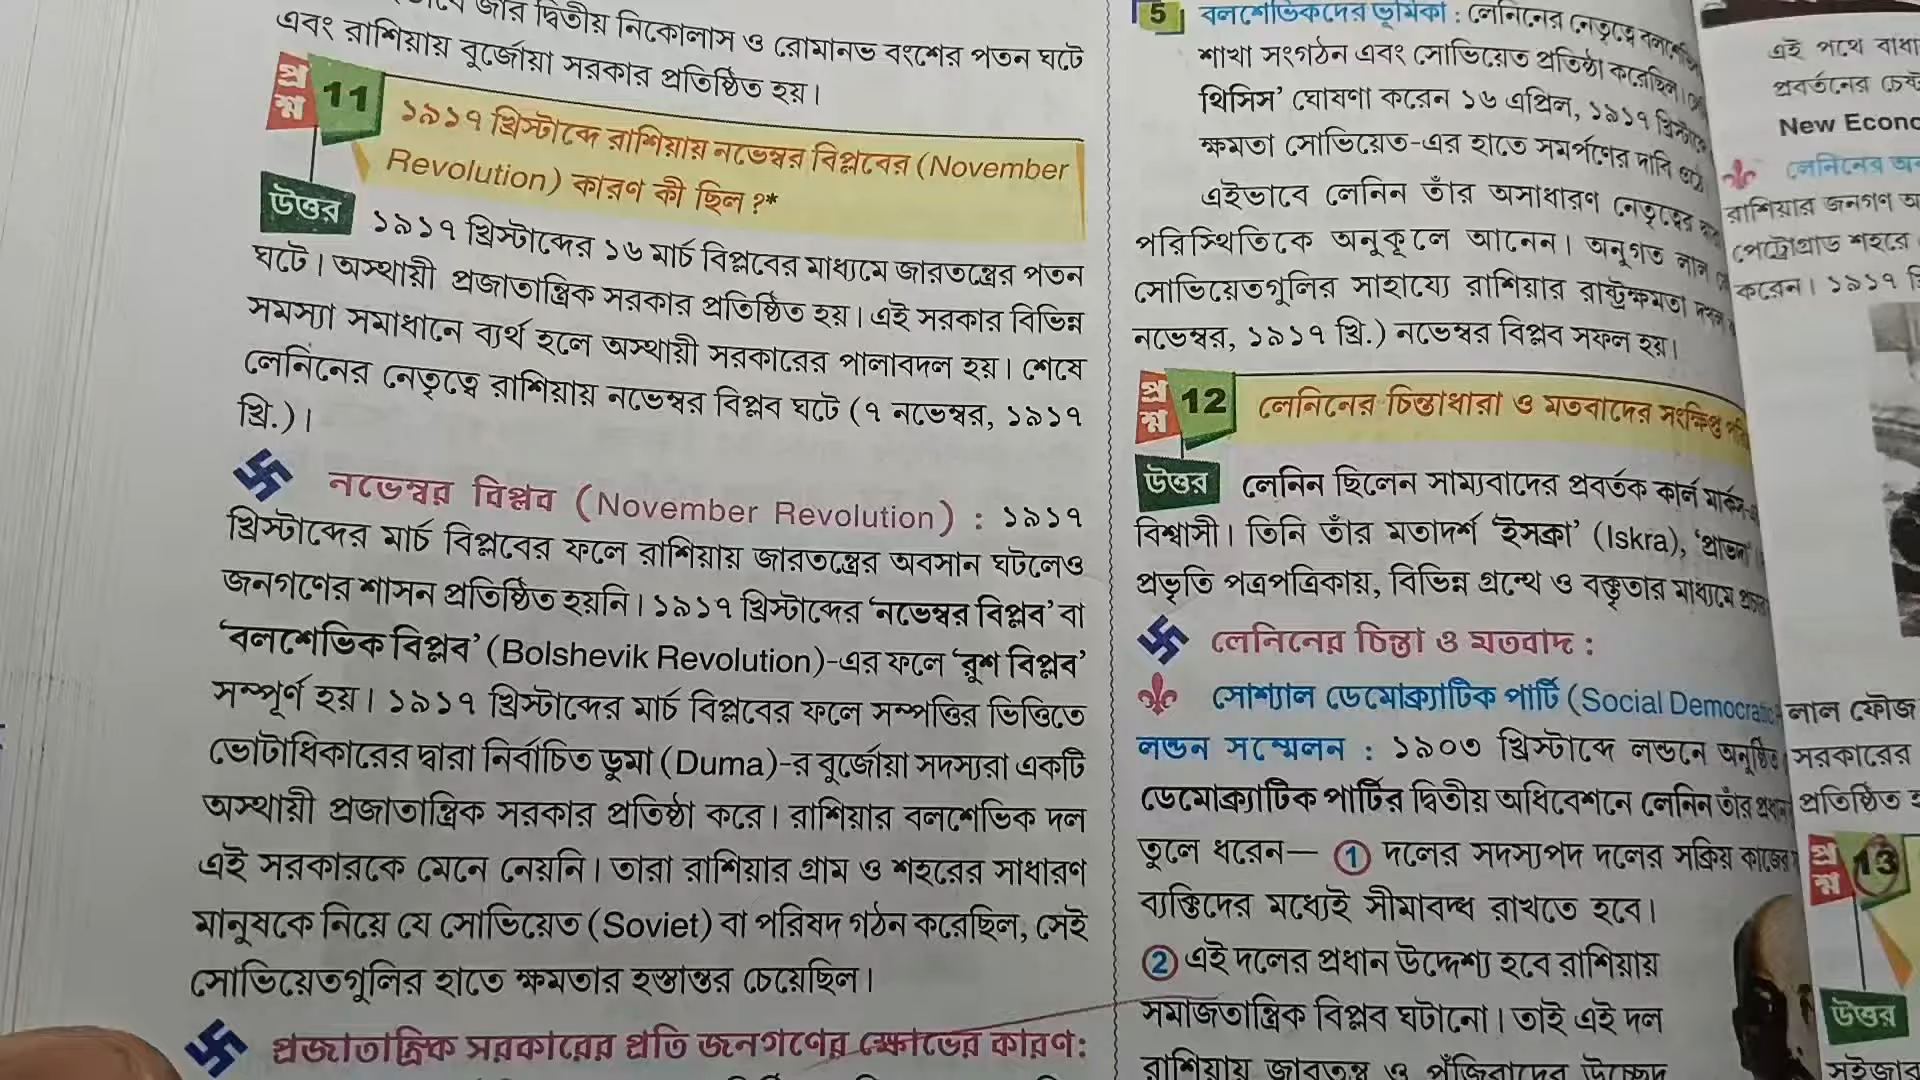 জার দ্বিতীয় নিকোলাস ও রোমানভ বংশের পতন ঘটে
এবং রাশিয়ায় বুর্জোয়া সরকার প্রতিষ্ঠিত হয়।
প্রশ্ন 11 ১৯১৭ খ্রিস্টাব্দে রাশিয়ায় নভেম্বর বিপ্লবের (November
Revolution) কারণ কী ছিল ?*
উত্তর ১৯১৭ খ্রিস্টাব্দের ১৬ মার্চ বিপ্লবের মাধ্যমে জারতন্ত্রের পতন
ঘটে। অস্থায়ী প্রজাতান্ত্রিক সরকার প্রতিষ্ঠিত হয়। এই সরকার বিভিন্ন
সমস্যা সমাধানে ব্যর্থ হলে অস্থায়ী সরকারের পালাবদল হয়। শেষে
লেনিনের নেতৃত্বে রাশিয়ায় নভেম্বর বিপ্লব ঘটে (৭ নভেম্বর, ১৯১৭
খ্রি.)।
নভেম্বর বিপ্লব (November Revolution) : ১৯১৭
খ্রিস্টাব্দের মার্চ বিপ্লবের ফলে রাশিয়ায় জারতন্ত্রের অবসান ঘটলেও
জনগণের শাসন প্রতিষ্ঠিত হয়নি। ১৯১৭ খ্রিস্টাব্দের ‘নভেম্বর বিপ্লব’ বা
‘বলশেভিক বিপ্লব’ (Bolshevik Revolution)-এর ফলে ‘রুশ বিপ্লব’
সম্পূর্ণ হয়। ১৯১৭ খ্রিস্টাব্দের মার্চ বিপ্লবের ফলে সম্পত্তির ভিত্তিতে
ভোটাধিকারের দ্বারা নির্বাচিত ডুমা (Duma)-র বুর্জোয়া সদস্যরা একটি
অস্থায়ী প্রজাতান্ত্রিক সরকার প্রতিষ্ঠা করে। রাশিয়ার বলশেভিক দল
এই সরকারকে মেনে নেয়নি। তারা রাশিয়ার গ্রাম ও শহরের সাধারণ
মানুষকে নিয়ে যে সোভিয়েত (Soviet) বা পরিষদ গঠন করেছিল, সেই
সোভিয়েতগুলির হাতে ক্ষমতার হস্তান্তর চেয়েছিল।
প্রজাতান্ত্রিক সরকারের প্রতি জনগণের ক্ষোভের কারণ:
5 বলশেভিকদের ভূমিকা : লেনিনের নেতৃত্বে
শাখা সংগঠন এবং সোভিয়েত প্রতিষ্ঠা করেছিল।
থিসিস’ ঘোষণা করেন ১৬ এপ্রিল, ১৯১৭
ক্ষমতা সোভিয়েত-এর হাতে সমর্পণের দাবি
এইভাবে লেনিন তাঁর অসাধারণ নেতৃত্বের
পরিস্থিতিকে অনুকূলে আনেন। অনুগত লাল
সোভিয়েতগুলির সাহায্যে রাশিয়ার রাষ্ট্রক্ষমতা দখল
নভেম্বর, ১৯১৭ খ্রি.) নভেম্বর বিপ্লব সফল হয়।
প্রশ্ন 12 লেনিনের চিন্তাধারা ও মতবাদের সংক্ষিপ্ত
উত্তর লেনিন ছিলেন সাম্যবাদের প্রবর্তক কার্ল
বিশ্বাসী। তিনি তাঁর মতাদর্শ ‘ইসক্রা’ (Iskra),
প্রভৃতি পত্রপত্রিকায়, বিভিন্ন গ্রন্থে ও বক্তৃতার মাধ্যমে
লেনিনের চিন্তা ও মতবাদ :
সোশ্যাল ডেমোক্র্যাটিক পার্টি (Social Democratic
লন্ডন সম্মেলন : ১৯০৩ খ্রিস্টাব্দে লন্ডনে অনুষ্ঠিত
ডেমোক্র্যাটিক পার্টির দ্বিতীয় অধিবেশনে লেনিন তাঁর
তুলে ধরেন— 1 দলের সদস্যপদ দলের সক্রিয় কাজের
ব্যক্তিদের মধ্যেই সীমাবদ্ধ রাখতে হবে।
2 এই দলের প্রধান উদ্দেশ্য হবে রাশিয়ায়
সমাজতান্ত্রিক বিপ্লব ঘটানো। তাই এই দল
রাশিয়ায় জারতন্ত্র ও পুঁজিবাদের উচ্ছেদ
এই পথে বাধা
প্রবর্তনের
New
লেনিনের
রাশিয়ার জনগণ
পেট্রোগ্রাড শহরে
করেন। ১৯১৭
লাল ফৌজ
সরকারের
প্রতিষ্ঠিত
প্রশ্ন 13
উত্তর